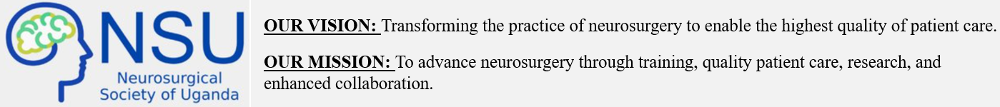 NSU
Neurosurgical
Society of Uganda
OUR VISION: Transforming the practice of neurosurgery to enable the highest quality of patient care.
OUR MISSION: To advance neurosurgery through training, quality patient care, research, and
enhanced collaboration.